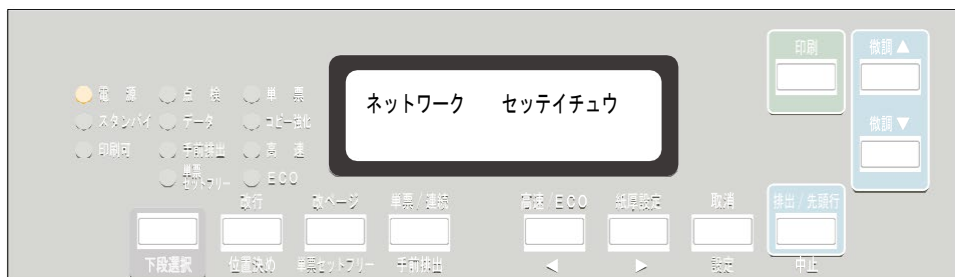 ネットワーク　セッテイチュウ
印刷
微調 ▲
微調 ▼
電源
点検
単票
スタンバイ
データ
コピー強化
印刷可
手前排出
高速
単票
セットフリー
ECO
改行
改ページ
単票／連続
高速／ECO
紙厚設定
取消
排出／先頭行
下段選択
位置決め
単票セットフリー
手前排出
◀
▶
設定
中止